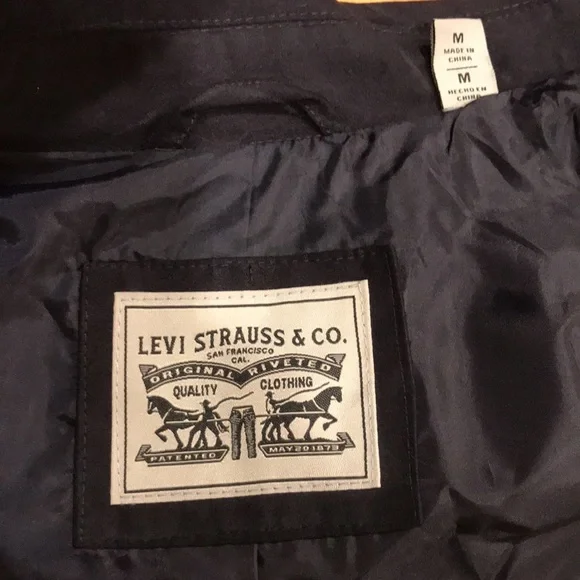 M
MADE IN
CHINA
M
HECHO EN
CHINA
LEVI STRAUSS & CO.
SAN FRANCISCO
CAL.
ORIGINAL RIVETED
QUALITY CLOTHING
PATENTED MAY 20 1873